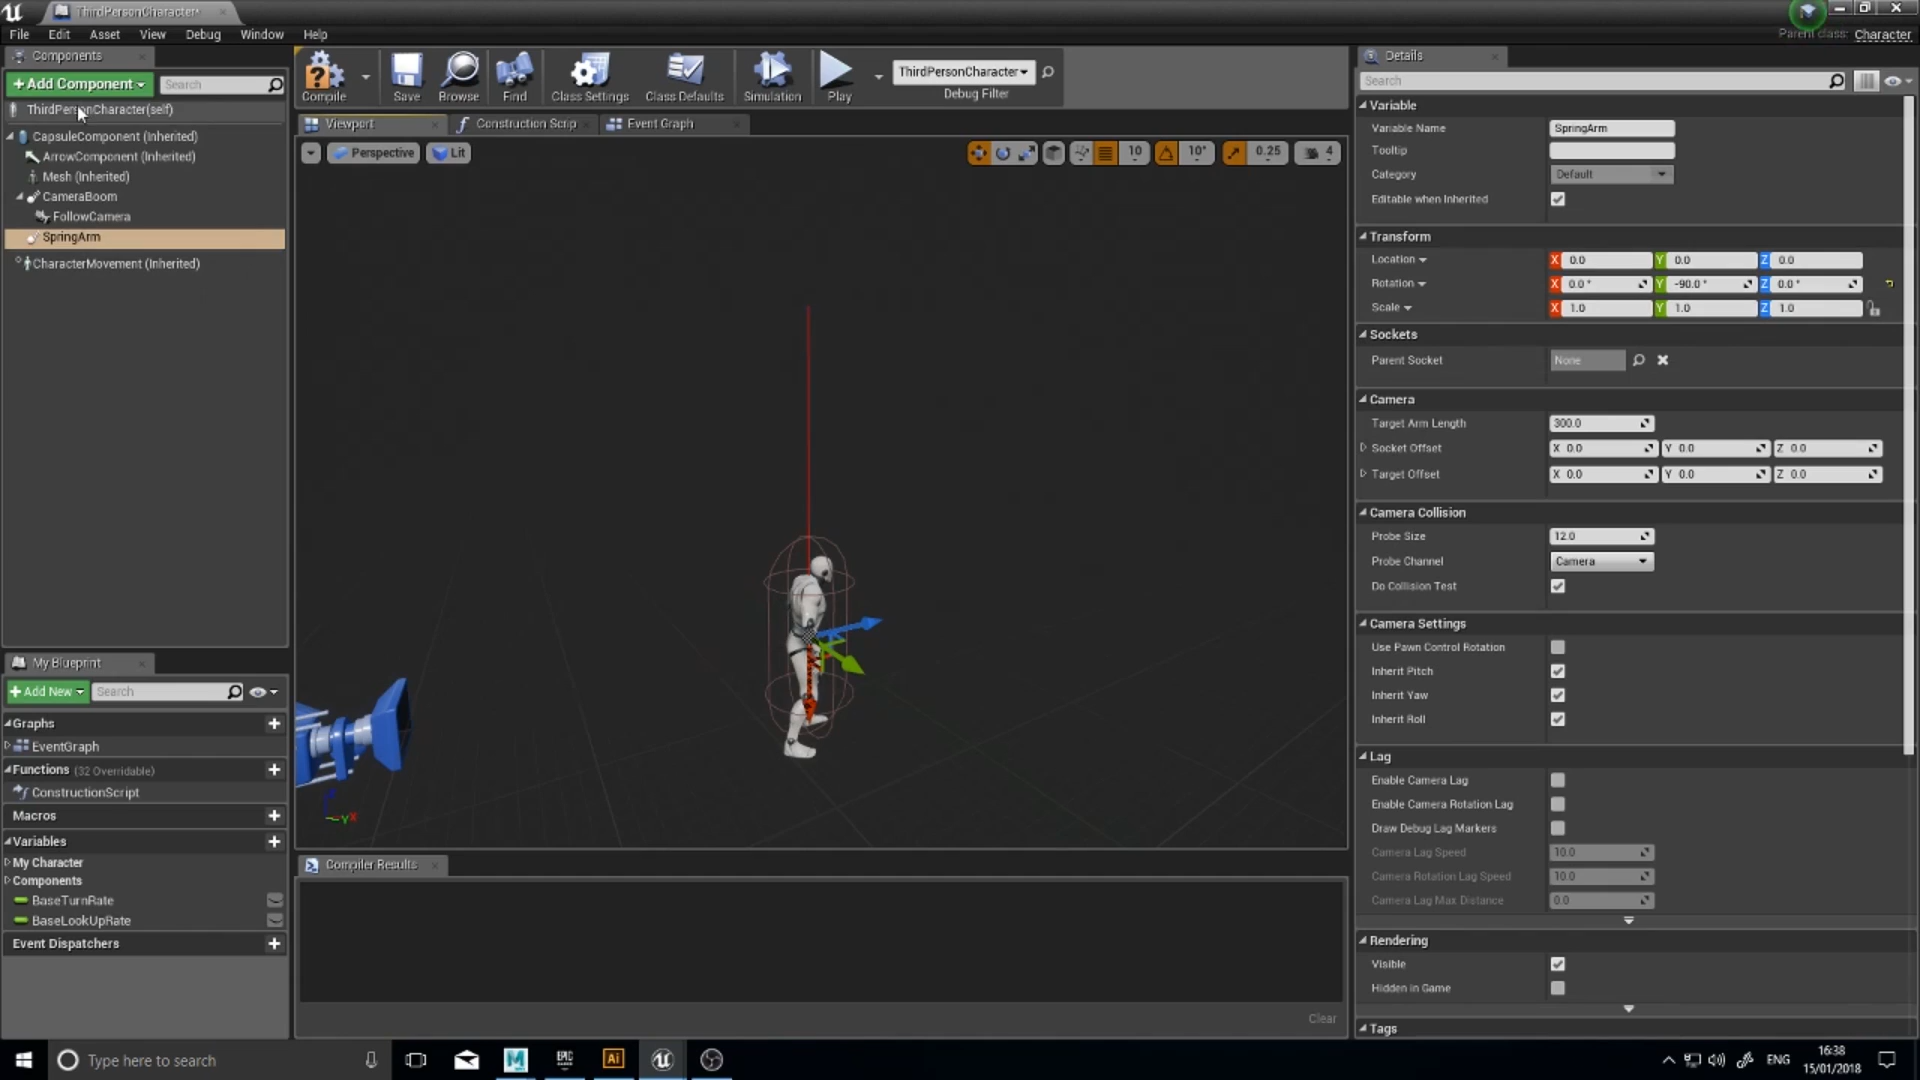 ThirdPersonCharacter*
File Edit Asset View Debug Window Help
Parent class: Character
Components
+Add Component
Search
ThirdPersonCharacter(self)
CapsuleComponent (Inherited)
ArrowComponent (Inherited)
Mesh (Inherited)
CameraBoom
FollowCamera
SpringArm
CharacterMovement (Inherited)
My Blueprint
+Add New
Search
Graphs
EventGraph
Functions (32 Overridable)
ConstructionScript
Macros
Variables
My Character
Components
BaseTurnRate
BaseLookUpRate
Event Dispatchers
Compile Save Browse Find Class Settings Class Defaults Simulation Play
ThirdPersonCharacter
Debug Filter
Viewport
Construction Scrip
Event Graph
Perspective
Lit
10 10° 0.25 4
Compiler Results
Clear
Details
Search
Variable
Variable Name SpringArm
Tooltip
Category Default
Editable when Inherited
Transform
Location X 0.0 Y 0.0 Z 0.0
Rotation X 0.0° Y -90.0° Z 0.0°
Scale X 1.0 Y 1.0 Z 1.0
Sockets
Parent Socket None
Camera
Target Arm Length 300.0
Socket Offset X 0.0 Y 0.0 Z 0.0
Target Offset X 0.0 Y 0.0 Z 0.0
Camera Collision
Probe Size 12.0
Probe Channel Camera
Do Collision Test
Camera Settings
Use Pawn Control Rotation
Inherit Pitch
Inherit Yaw
Inherit Roll
Lag
Enable Camera Lag
Enable Camera Rotation Lag
Draw Debug Lag Markers
Camera Lag Speed 10.0
Camera Rotation Lag Speed 10.0
Camera Lag Max Distance 0.0
Rendering
Visible
Hidden in Game
Tags
Type here to search
M
EPIC
Ai
ENG
16:38
15/01/2018